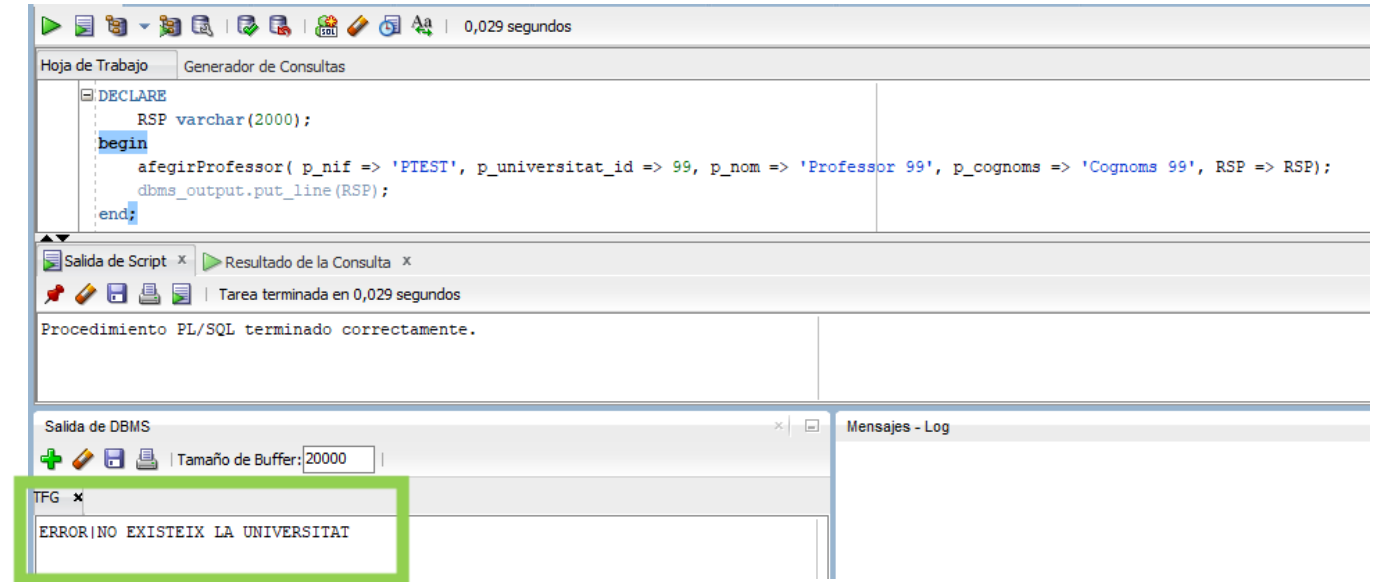 0,029 segundos
Hoja de Trabajo Generador de Consultas
DECLARE
RSP varchar(2000);
begin
afegirProfessor( p_nif => 'PTEST', p_universitat_id => 99, p_nom => 'Professor 99', p_cognoms => 'Cognoms 99', RSP => RSP);
dbms_output.put_line(RSP);
end;
Salida de Script x Resultado de la Consulta x
Tarea terminada en 0,029 segundos
Procedimiento PL/SQL terminado correctamente.
Salida de DBMS
Mensajes - Log
Tamaño de Buffer: 20000
TFG x
ERROR|NO EXISTEIX LA UNIVERSITAT